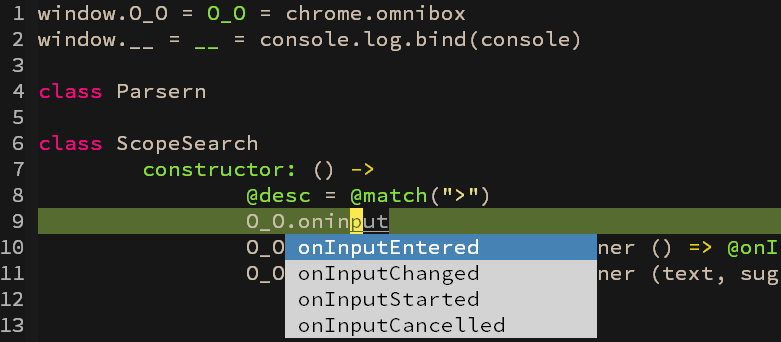 1 window.O_O = O_O = chrome.omnibox
2 window.__ = __ = console.log.bind(console)
3
4 class Parsern
5
6 class ScopeSearch
7 constructor: () ->
8 @desc = @match(">")
9 O_O.oninput
10 O_O onInputEntered ner () => @onI
11 O_O onInputChanged ner (text, sug
12 onInputStarted
13 onInputCancelled